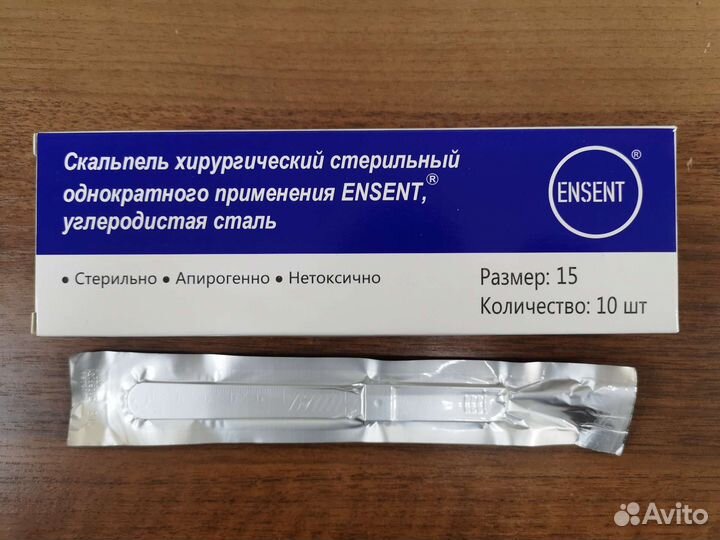 Скальпель хирургический стерильный
однократного применения ENSENT,®
углеродистая сталь
ENSENT®
• Стерильно • Апирогенно • Нетоксично
Размер: 15
Количество: 10 шт
Avito